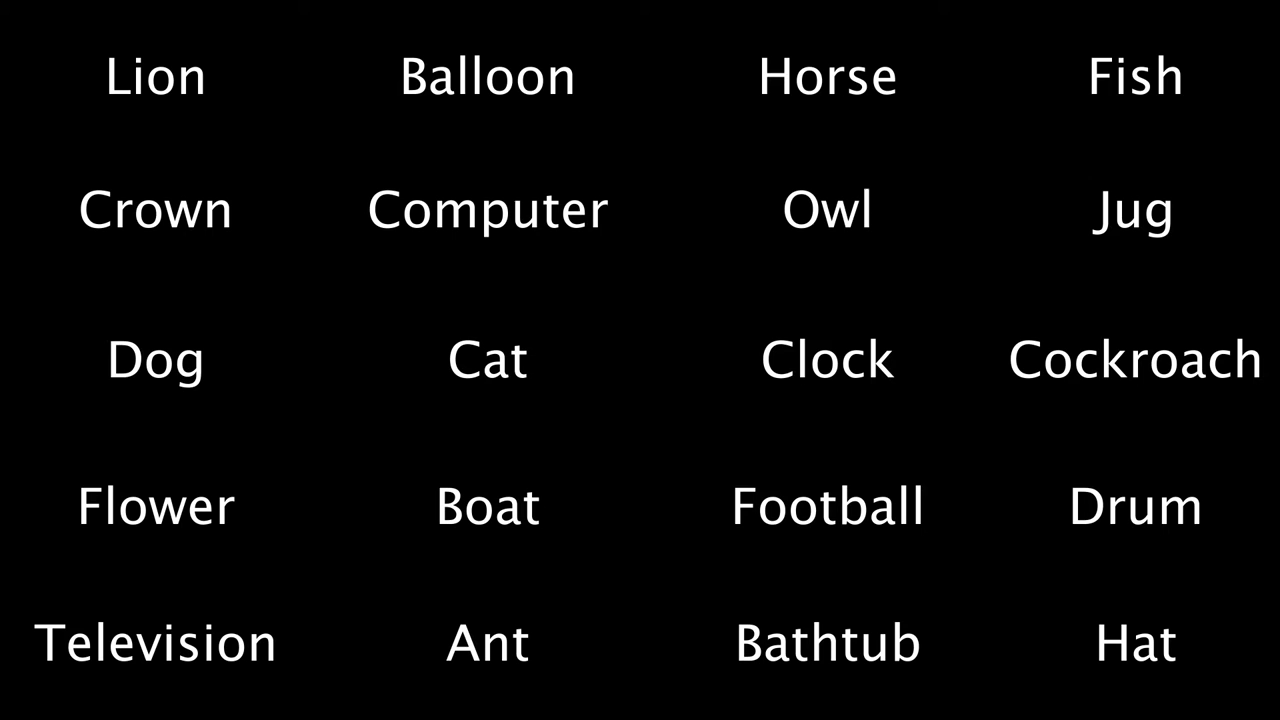 Lion Balloon Horse Fish
Crown Computer Owl Jug
Dog Cat Clock Cockroach
Flower Boat Football Drum
Television Ant Bathtub Hat